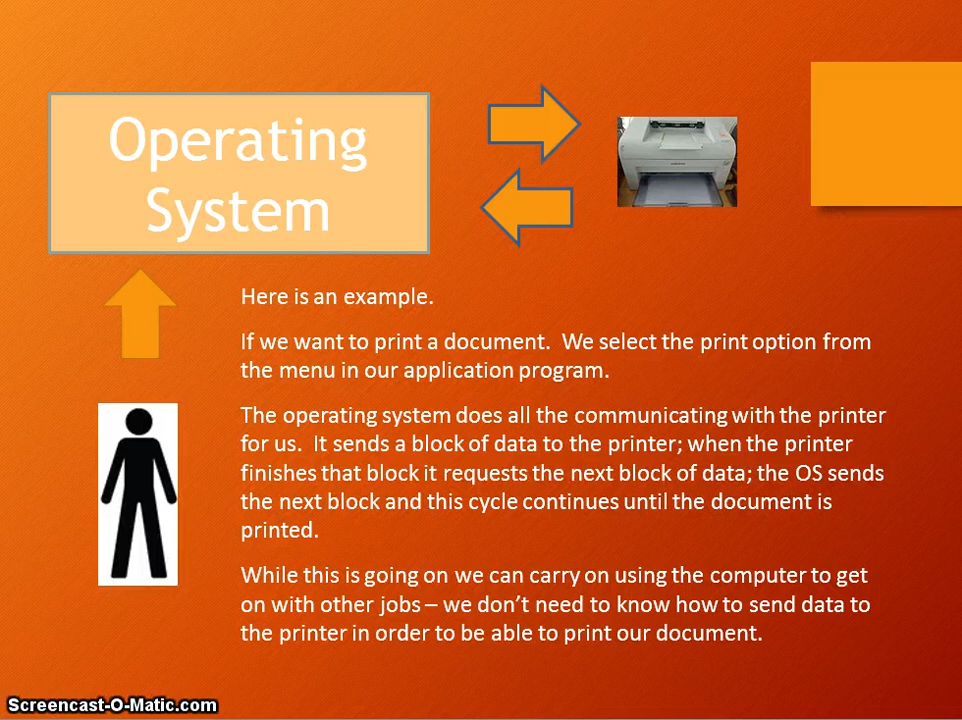 Operating
System
Here is an example.
If we want to print a document.  We select the print option from
the menu in our application program.
The operating system does all the communicating with the printer
for us.  It sends a block of data to the printer; when the printer
finishes that block it requests the next block of data; the OS sends
the next block and this cycle continues until the document is
printed.
While this is going on we can carry on using the computer to get
on with other jobs – we don’t need to know how to send data to
the printer in order to be able to print our document.
Screencast-O-Matic.com